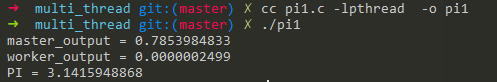 ➜ multi_thread git:(master) ✗ cc pi1.c -lpthread -o pi1
➜ multi_thread git:(master) ✗ ./pi1
master_output = 0.7853984833
worker_output = 0.0000002499
PI = 3.1415948868